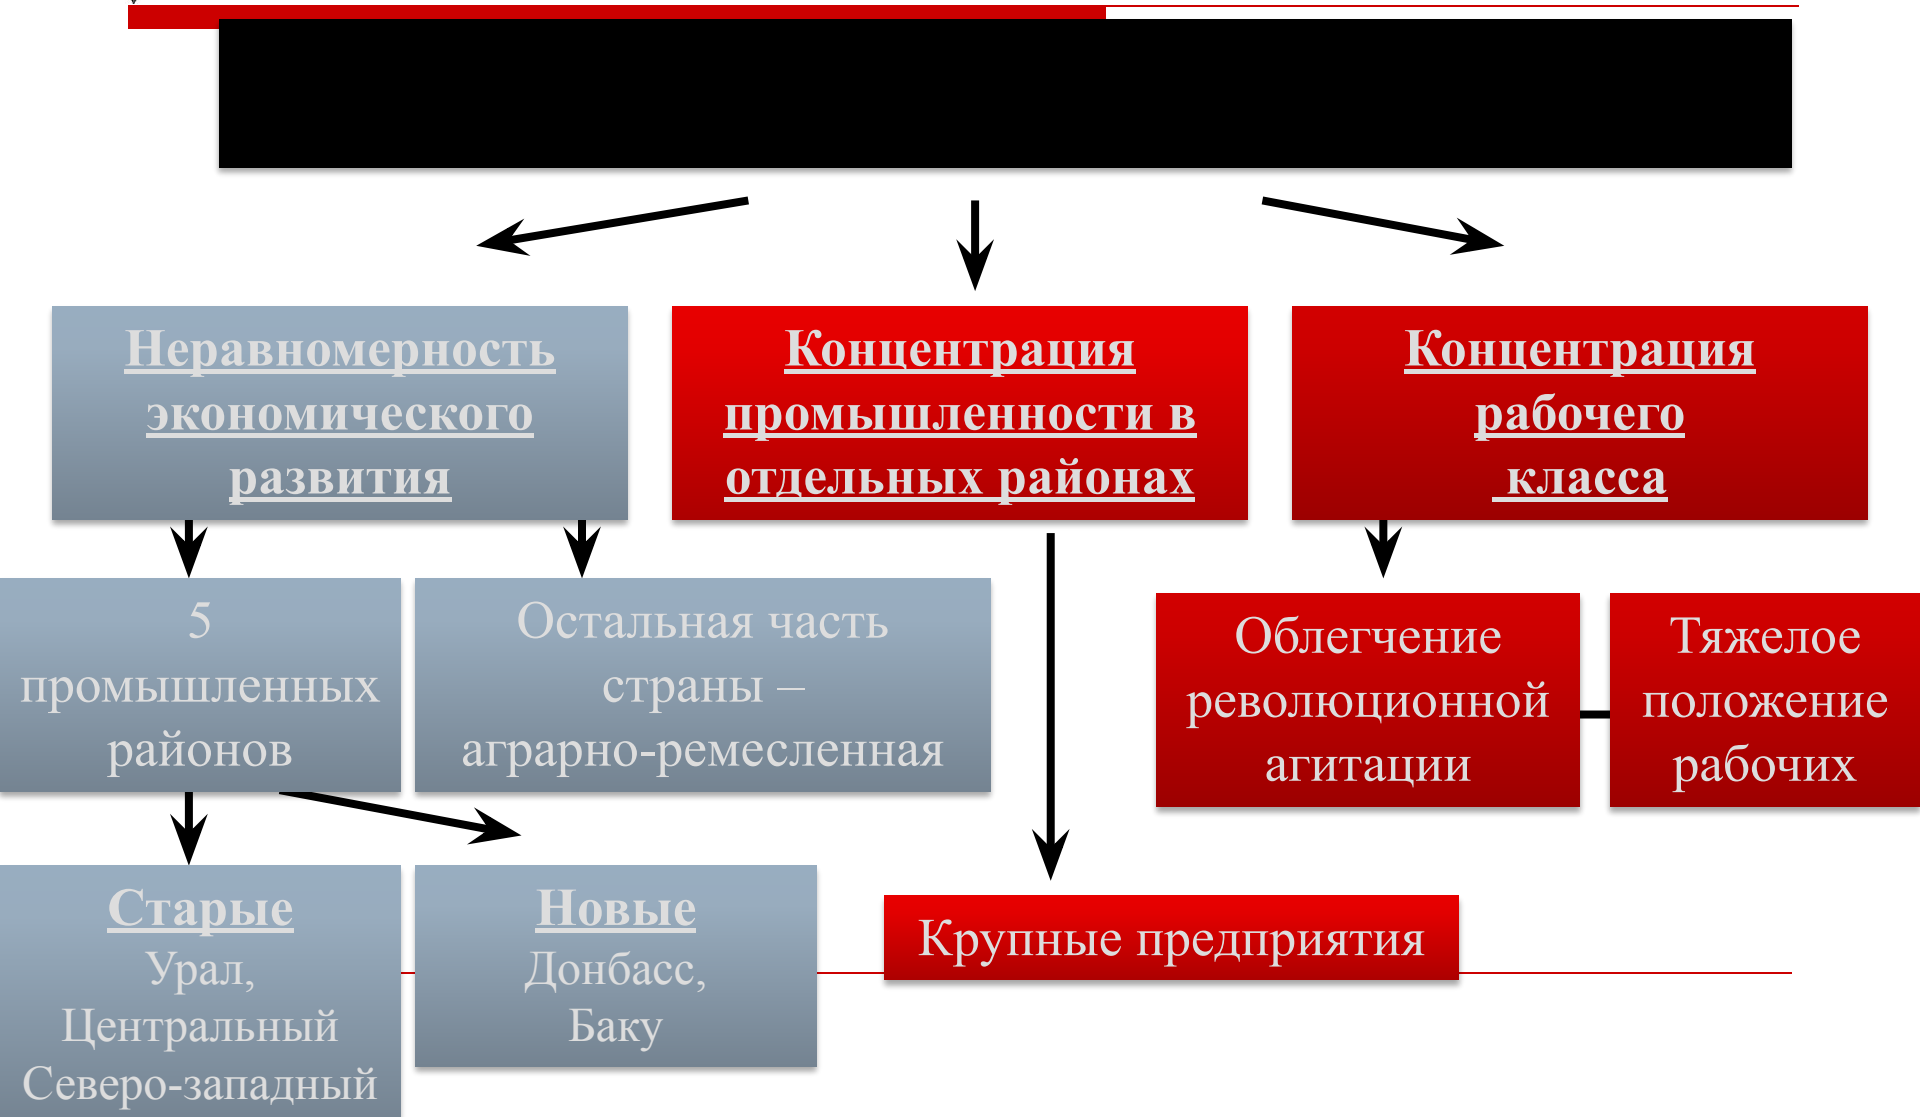 Неравномерность
экономического
развития
Концентрация
промышленности в
отдельных районах
Концентрация
рабочего
класса
5
промышленных
районов
Остальная часть
страны –
аграрно-ремесленная
Облегчение
революционной
агитации
Тяжелое
положение
рабочих
Старые
Урал,
Центральный
Северо-западный
Новые
Донбасс,
Баку
Крупные предприятия